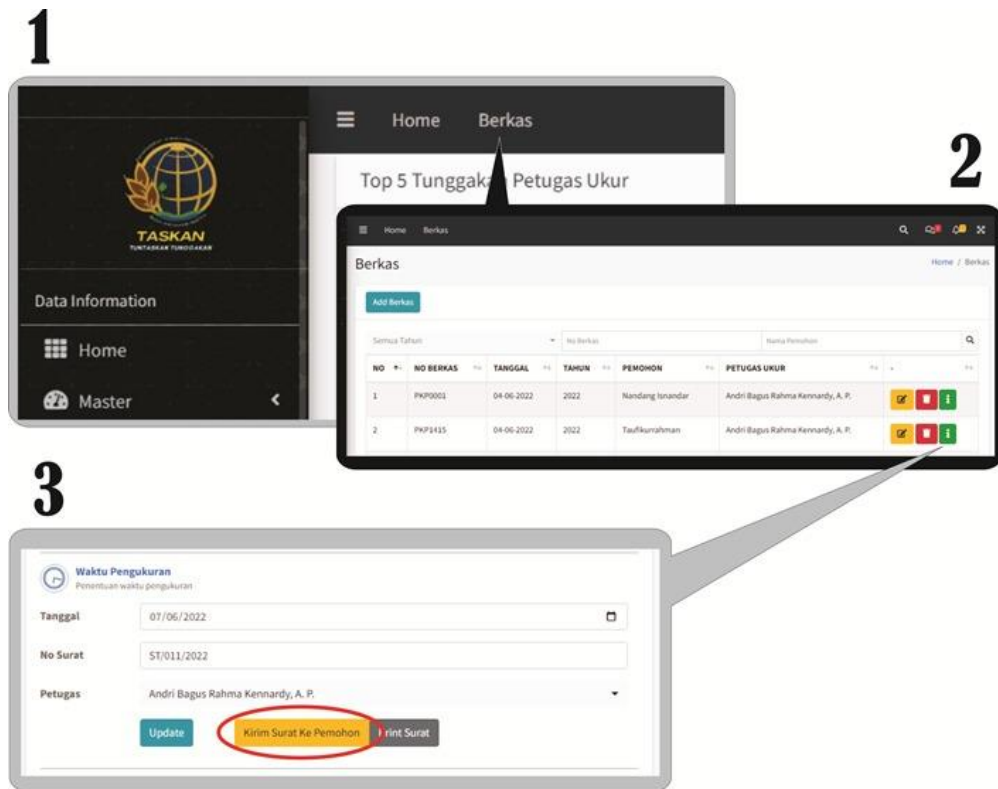 1
Home Berkas
Top 5 Tunggakan Petugas Ukur
TASKAN
TUNTASKAN TUNGGAKAN
Data Information
Home
Master
2
Home Berkas
Berkas
Home / Berkas
Add Berkas
Semua Tahun No Berkas Nama Pemohon
NO NO BERKAS TANGGAL TAHUN PEMOHON PETUGAS UKUR
1 PKP0001 04-06-2022 2022 Nandang Isnandar Andri Bagus Rahma Kennardy, A. P.
2 PKP1415 04-06-2022 2022 Taufikurrahman Andri Bagus Rahma Kennardy, A. P.
3
Waktu Pengukuran
Penentuan waktu pengukuran
Tanggal 07/06/2022
No Surat ST/011/2022
Petugas Andri Bagus Rahma Kennardy, A. P.
Update Kirim Surat Ke Pemohon Print Surat